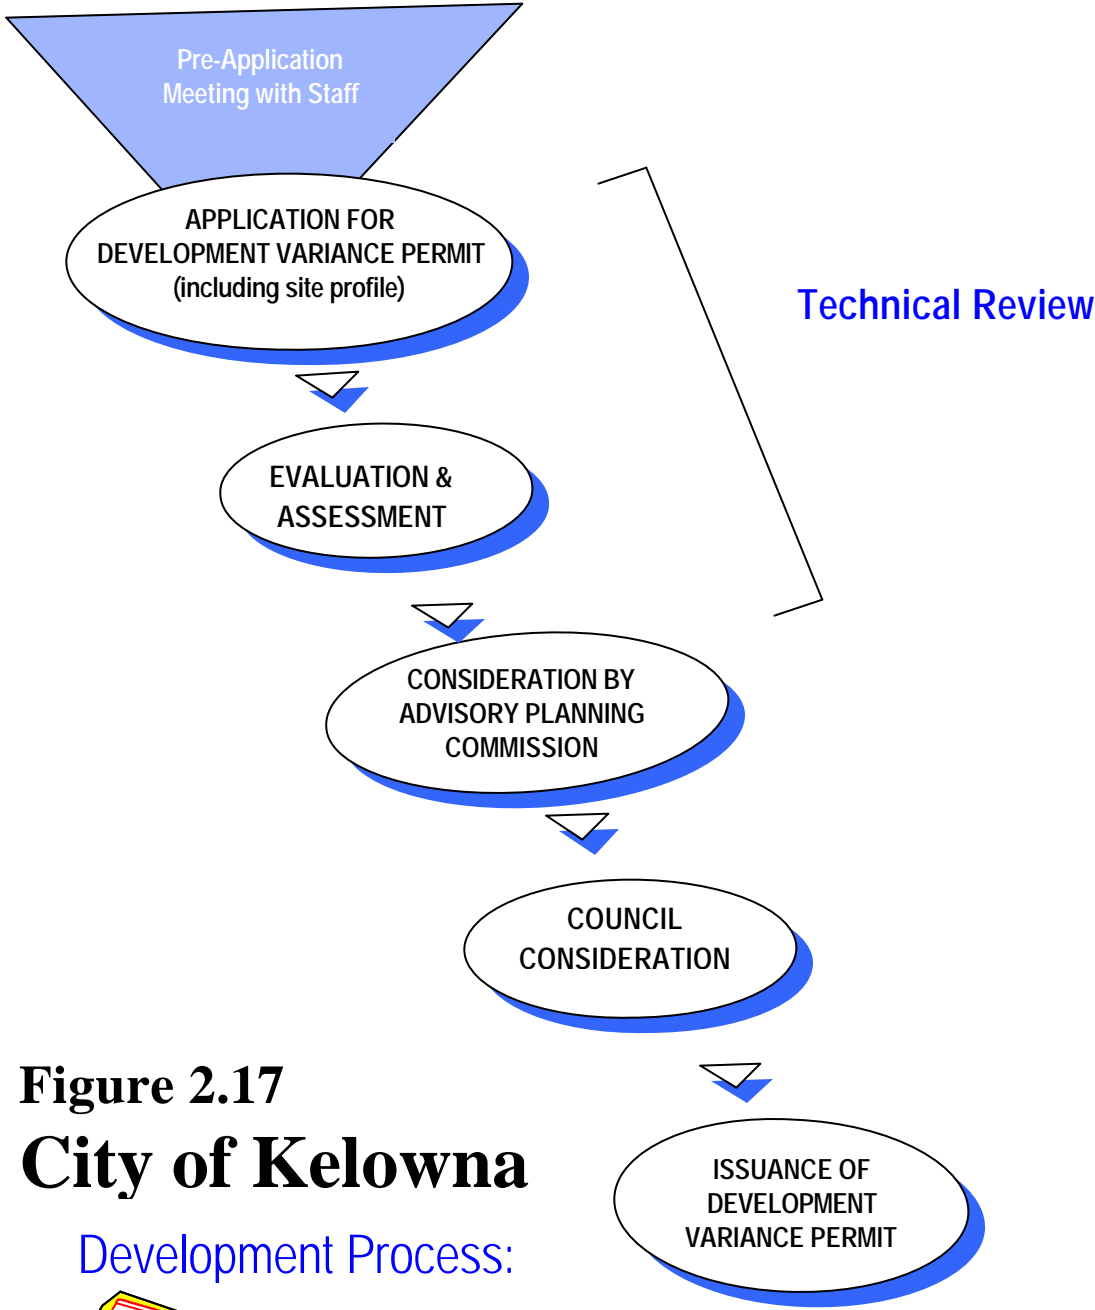 Pre-Application
Meeting with Staff
APPLICATION FOR
DEVELOPMENT VARIANCE PERMIT
(including site profile)
Technical Review
EVALUATION &
ASSESSMENT
CONSIDERATION BY
ADVISORY PLANNING
COMMISSION
COUNCIL
CONSIDERATION
Figure 2.17
City of Kelowna
ISSUANCE OF
DEVELOPMENT
VARIANCE PERMIT
Development Process: